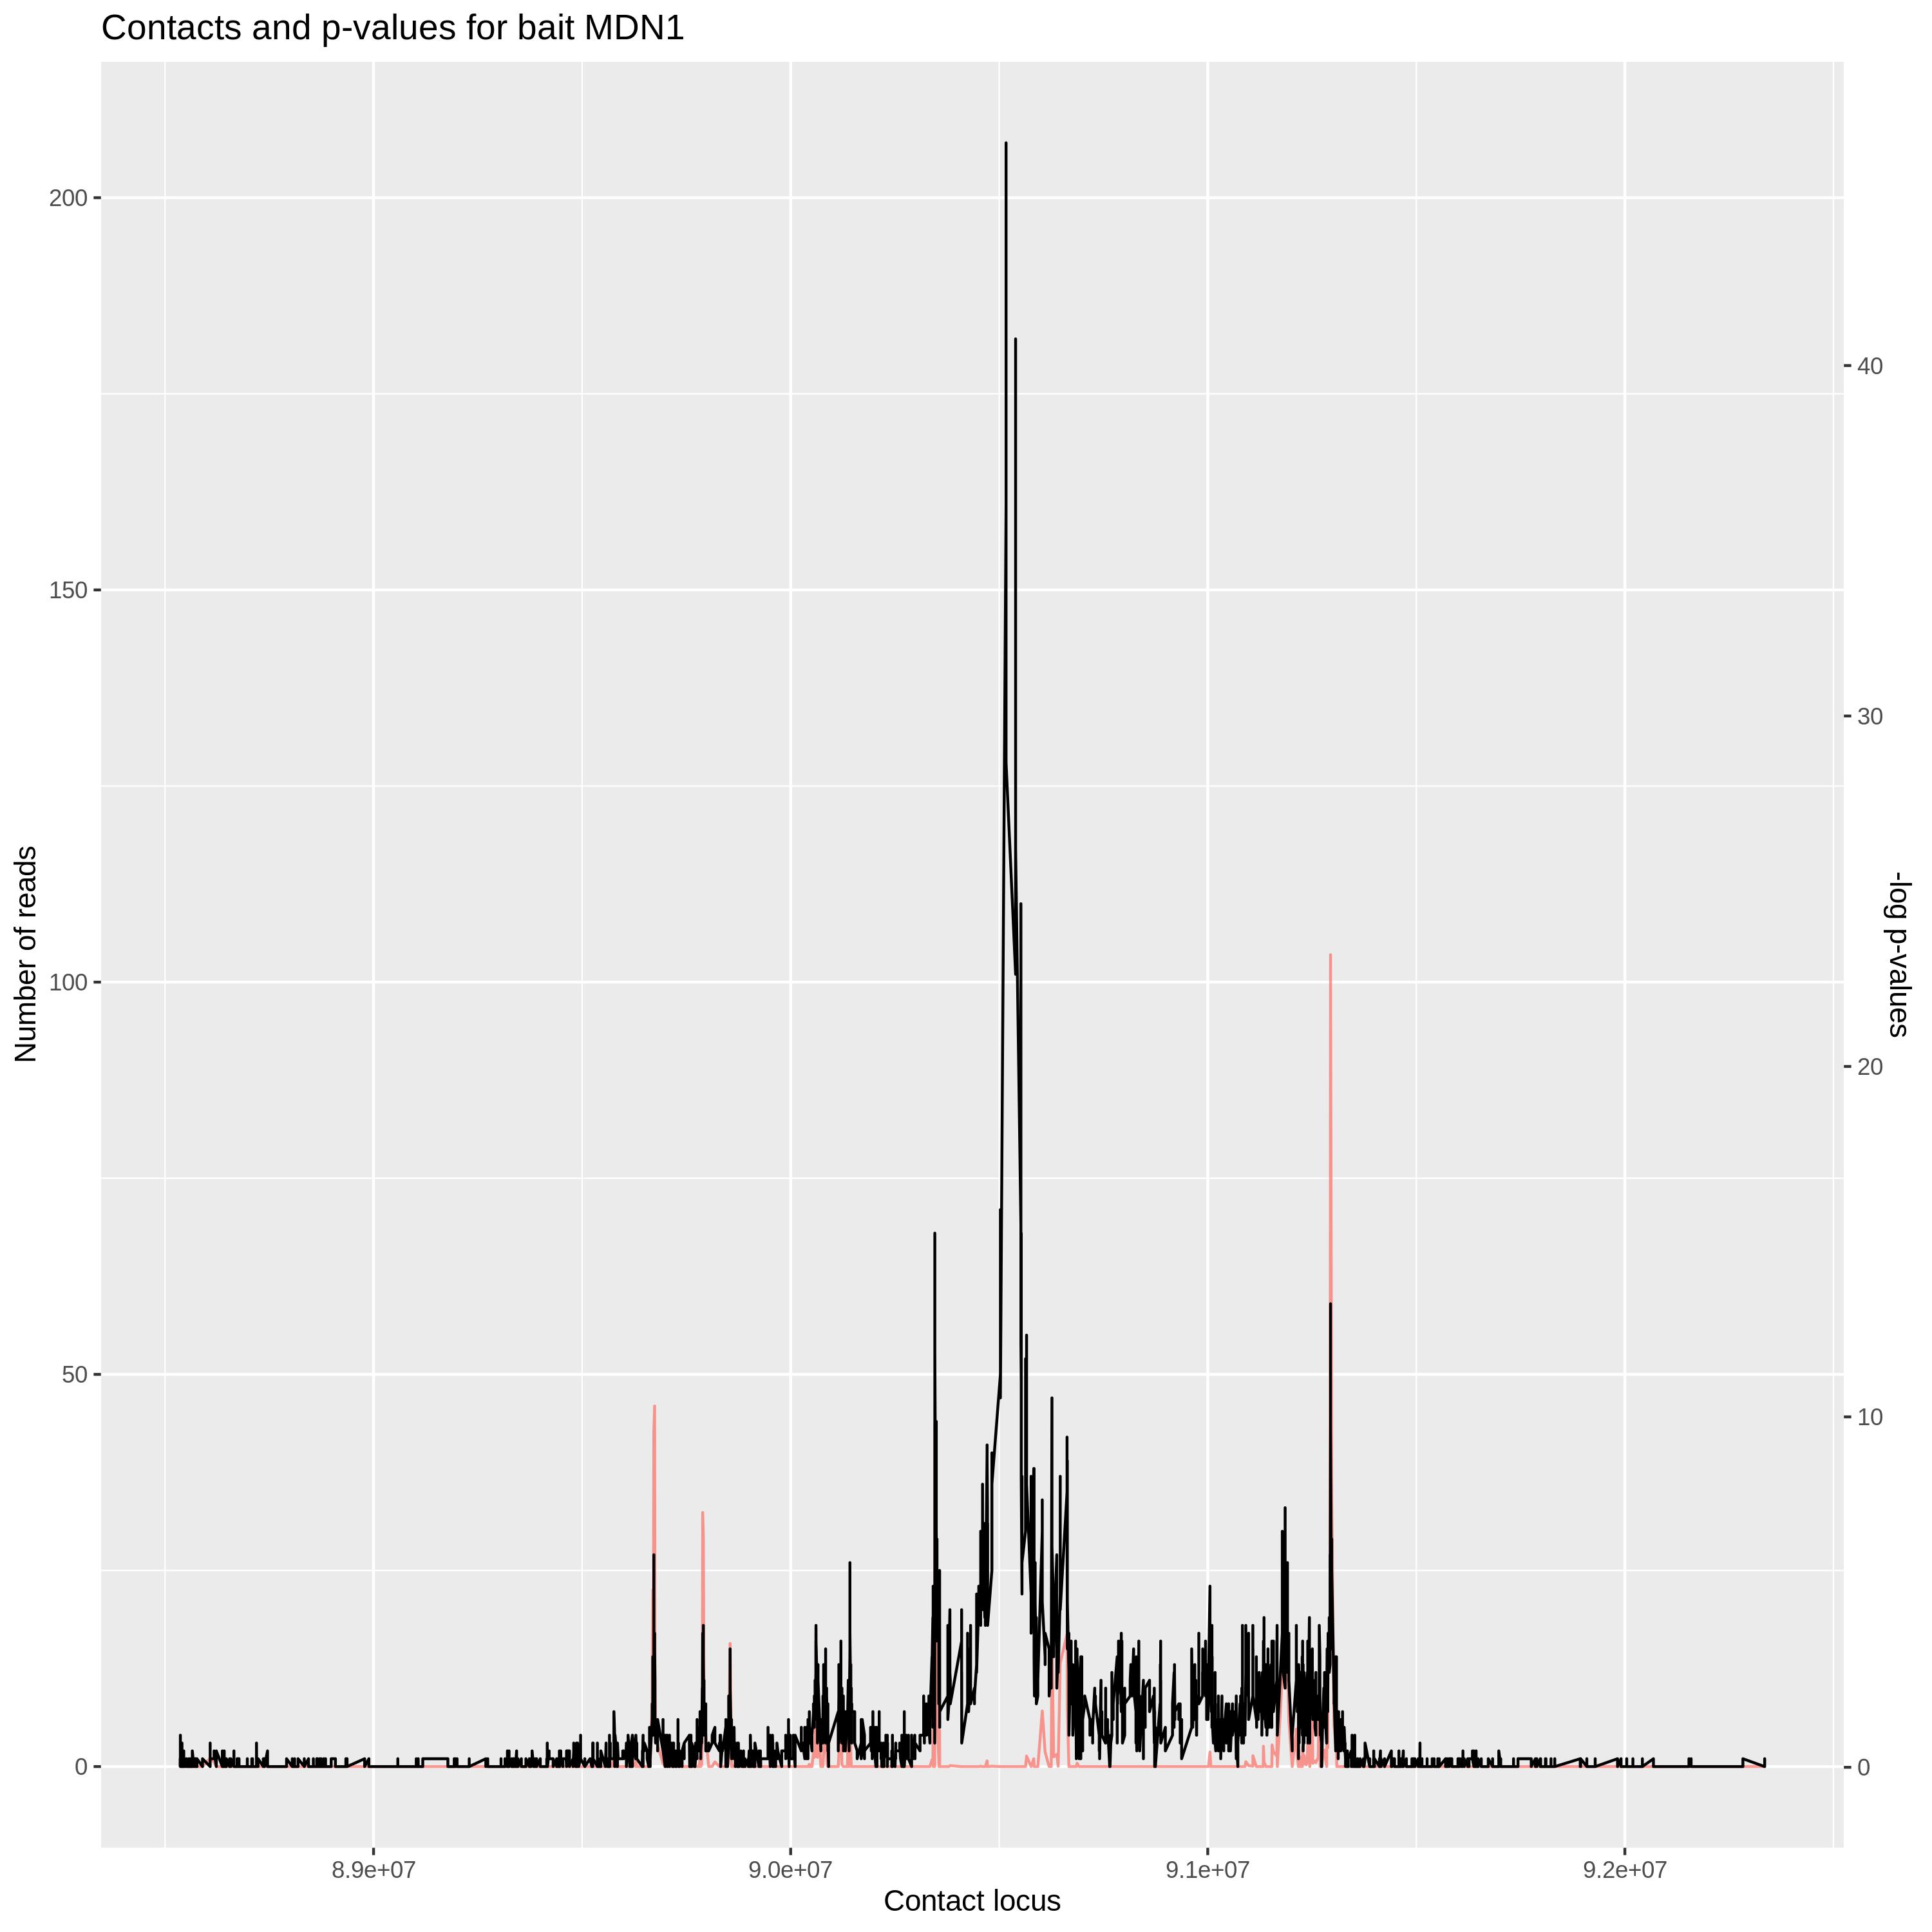 Contacts and p-values for bait MDN1
200
150
100
50
0
Number of reads
40
30
20
10
0
-log p-values
8.9e+07 9.0e+07 9.1e+07 9.2e+07
Contact locus